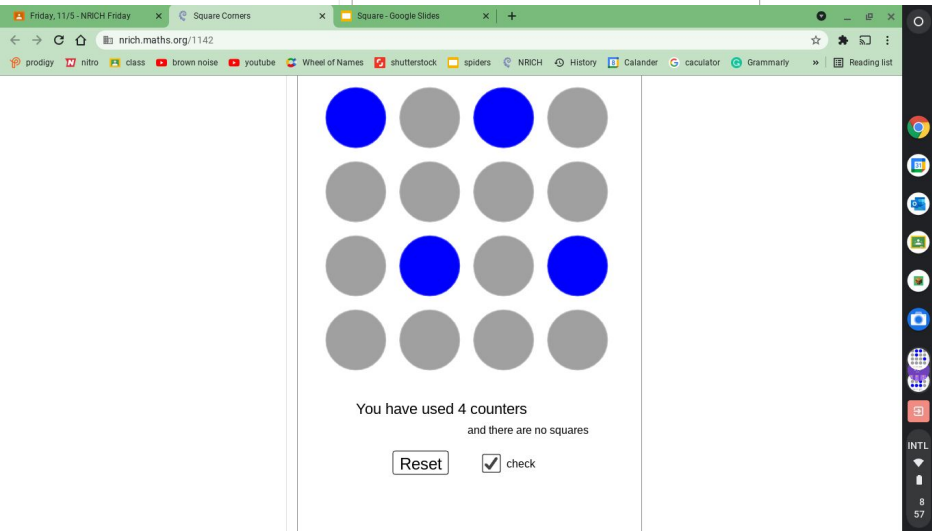 Friday, 11/5 - NRICH Friday
Square Corners
Square - Google Slides
nrich.maths.org/1142
prodigy nitro class brown noise youtube Wheel of Names shutterstock spiders NRICH History Calander caculator Grammarly » Reading list
31
You have used 4 counters
and there are no squares
Reset check
INTL
8
57